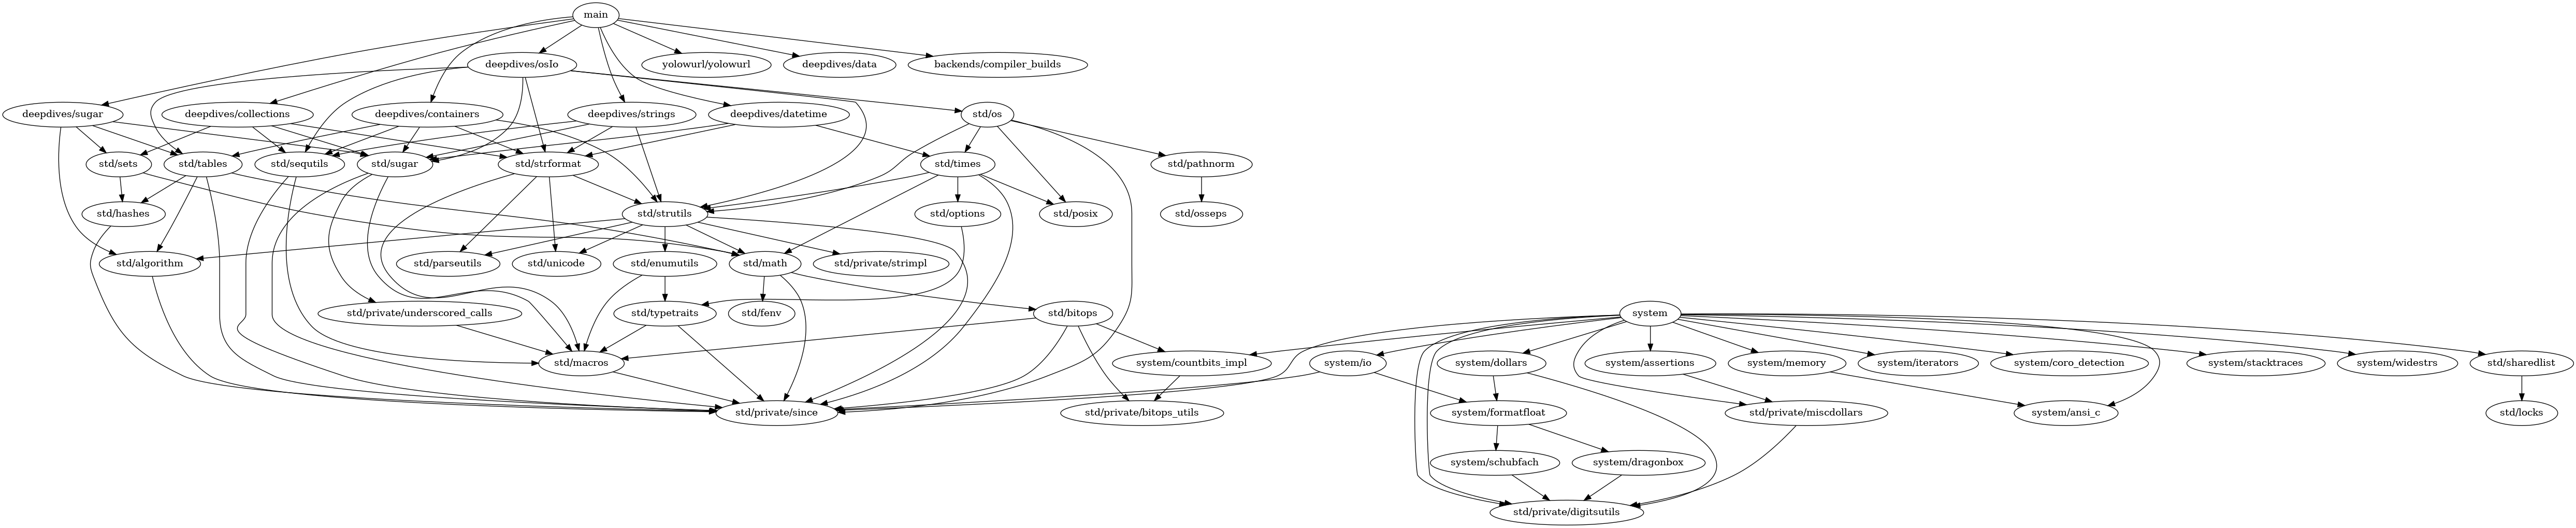 main
deepdives/osIo
yolowurl/yolowurl
deepdives/data
backends/compiler_builds
deepdives/sugar
deepdives/collections
deepdives/containers
deepdives/strings
deepdives/datetime
std/os
std/sets
std/tables
std/sequtils
std/sugar
std/strformat
std/times
std/pathnorm
std/hashes
std/strutils
std/options
std/posix
std/osseps
std/algorithm
std/parseutils
std/unicode
std/enumutils
std/math
std/private/strimpl
std/private/underscored_calls
std/typetraits
std/fenv
std/bitops
system
std/macros
system/countbits_impl
system/io
system/dollars
system/assertions
system/memory
system/iterators
system/coro_detection
system/stacktraces
system/widestrs
std/sharedlist
std/private/since
std/private/bitops_utils
system/formatfloat
std/private/miscdollars
system/ansi_c
std/locks
system/schubfach
system/dragonbox
std/private/digitsutils